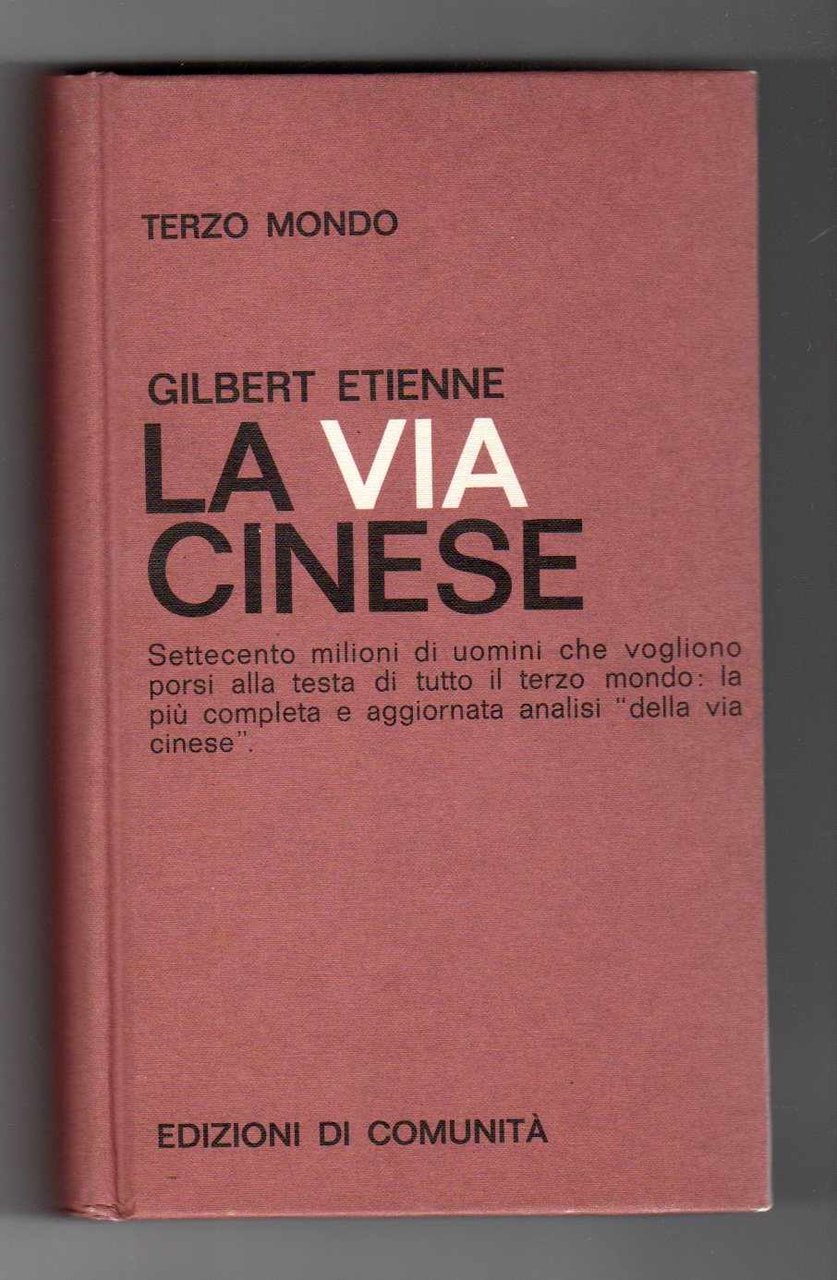 TERZO MONDO
GILBERT ETIENNE
LA VIA
CINESE
Settecento milioni di uomini che vogliono
porsi alla testa di tutto il terzo mondo: la
più completa e aggiornata analisi "della via
cinese".
EDIZIONI DI COMUNITÀ